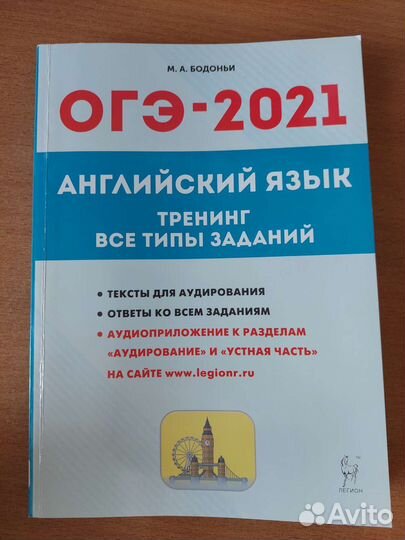 М. А. БОДОНЬИ
ОГЭ-2021
АНГЛИЙСКИЙ ЯЗЫК
ТРЕНИНГ
ВСЕ ТИПЫ ЗАДАНИЙ
• ТЕКСТЫ ДЛЯ АУДИРОВАНИЯ
• ОТВЕТЫ КО ВСЕМ ЗАДАНИЯМ
• АУДИОПРИЛОЖЕНИЕ К РАЗДЕЛАМ
«АУДИРОВАНИЕ» И «УСТНАЯ ЧАСТЬ»
НА САЙТЕ www.legionr.ru
ЛЕГИОН
Avito